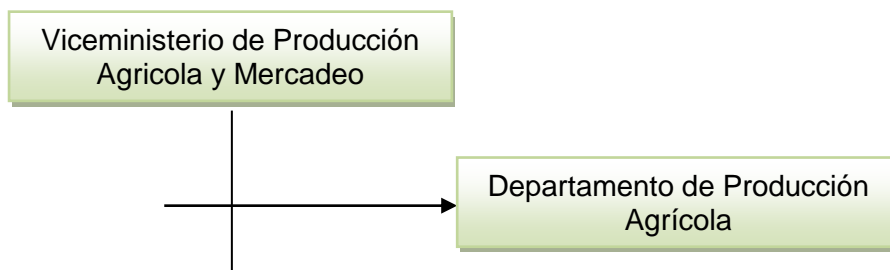 Viceministerio de Producción
Agricola y Mercadeo
Departamento de Producción
Agrícola